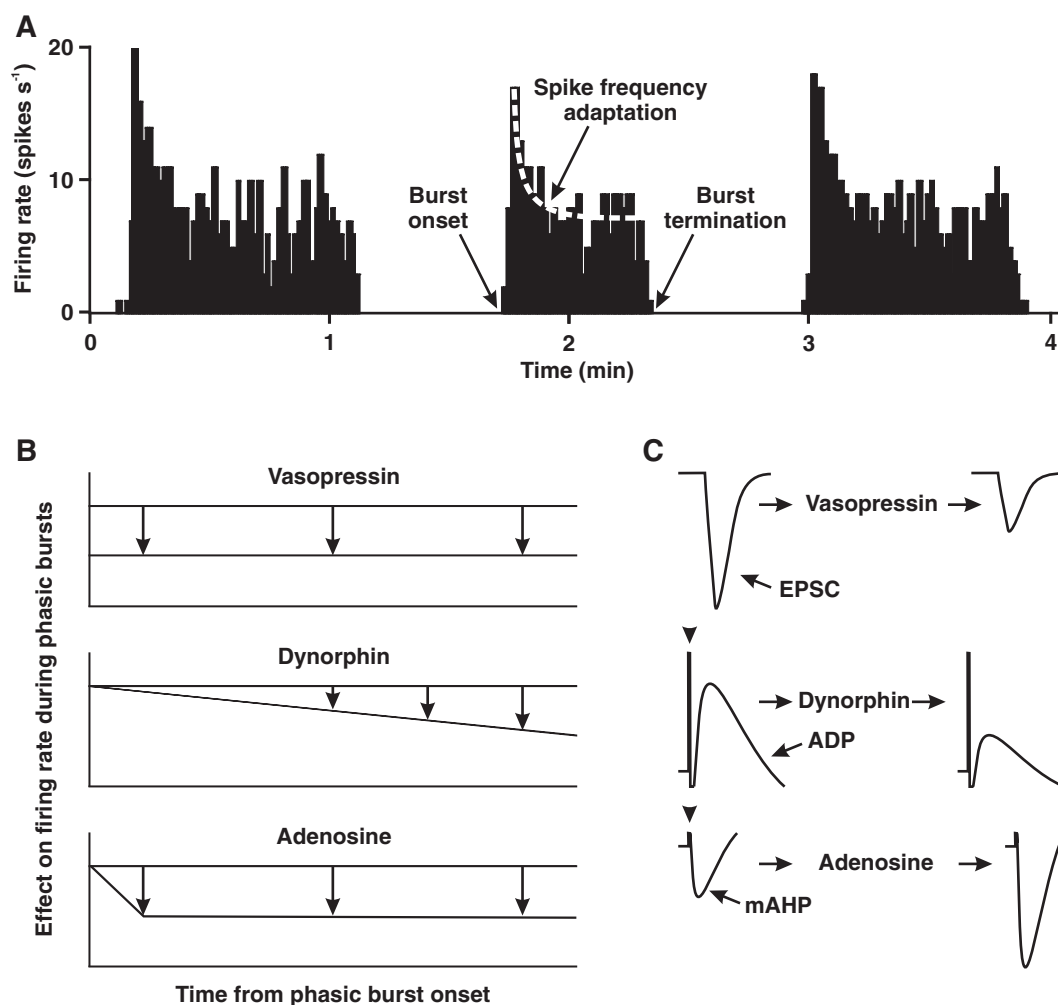 A
Firing rate (spikes s⁻¹)
20
10
0
Spike frequency
adaptation
Burst
onset
Burst
termination
0
1
2
3
4
Time (min)
B
Effect on firing rate during phasic bursts
Vasopressin
Dynorphin
Adenosine
Time from phasic burst onset
C
Vasopressin
EPSC
Dynorphin
ADP
Adenosine
mAHP